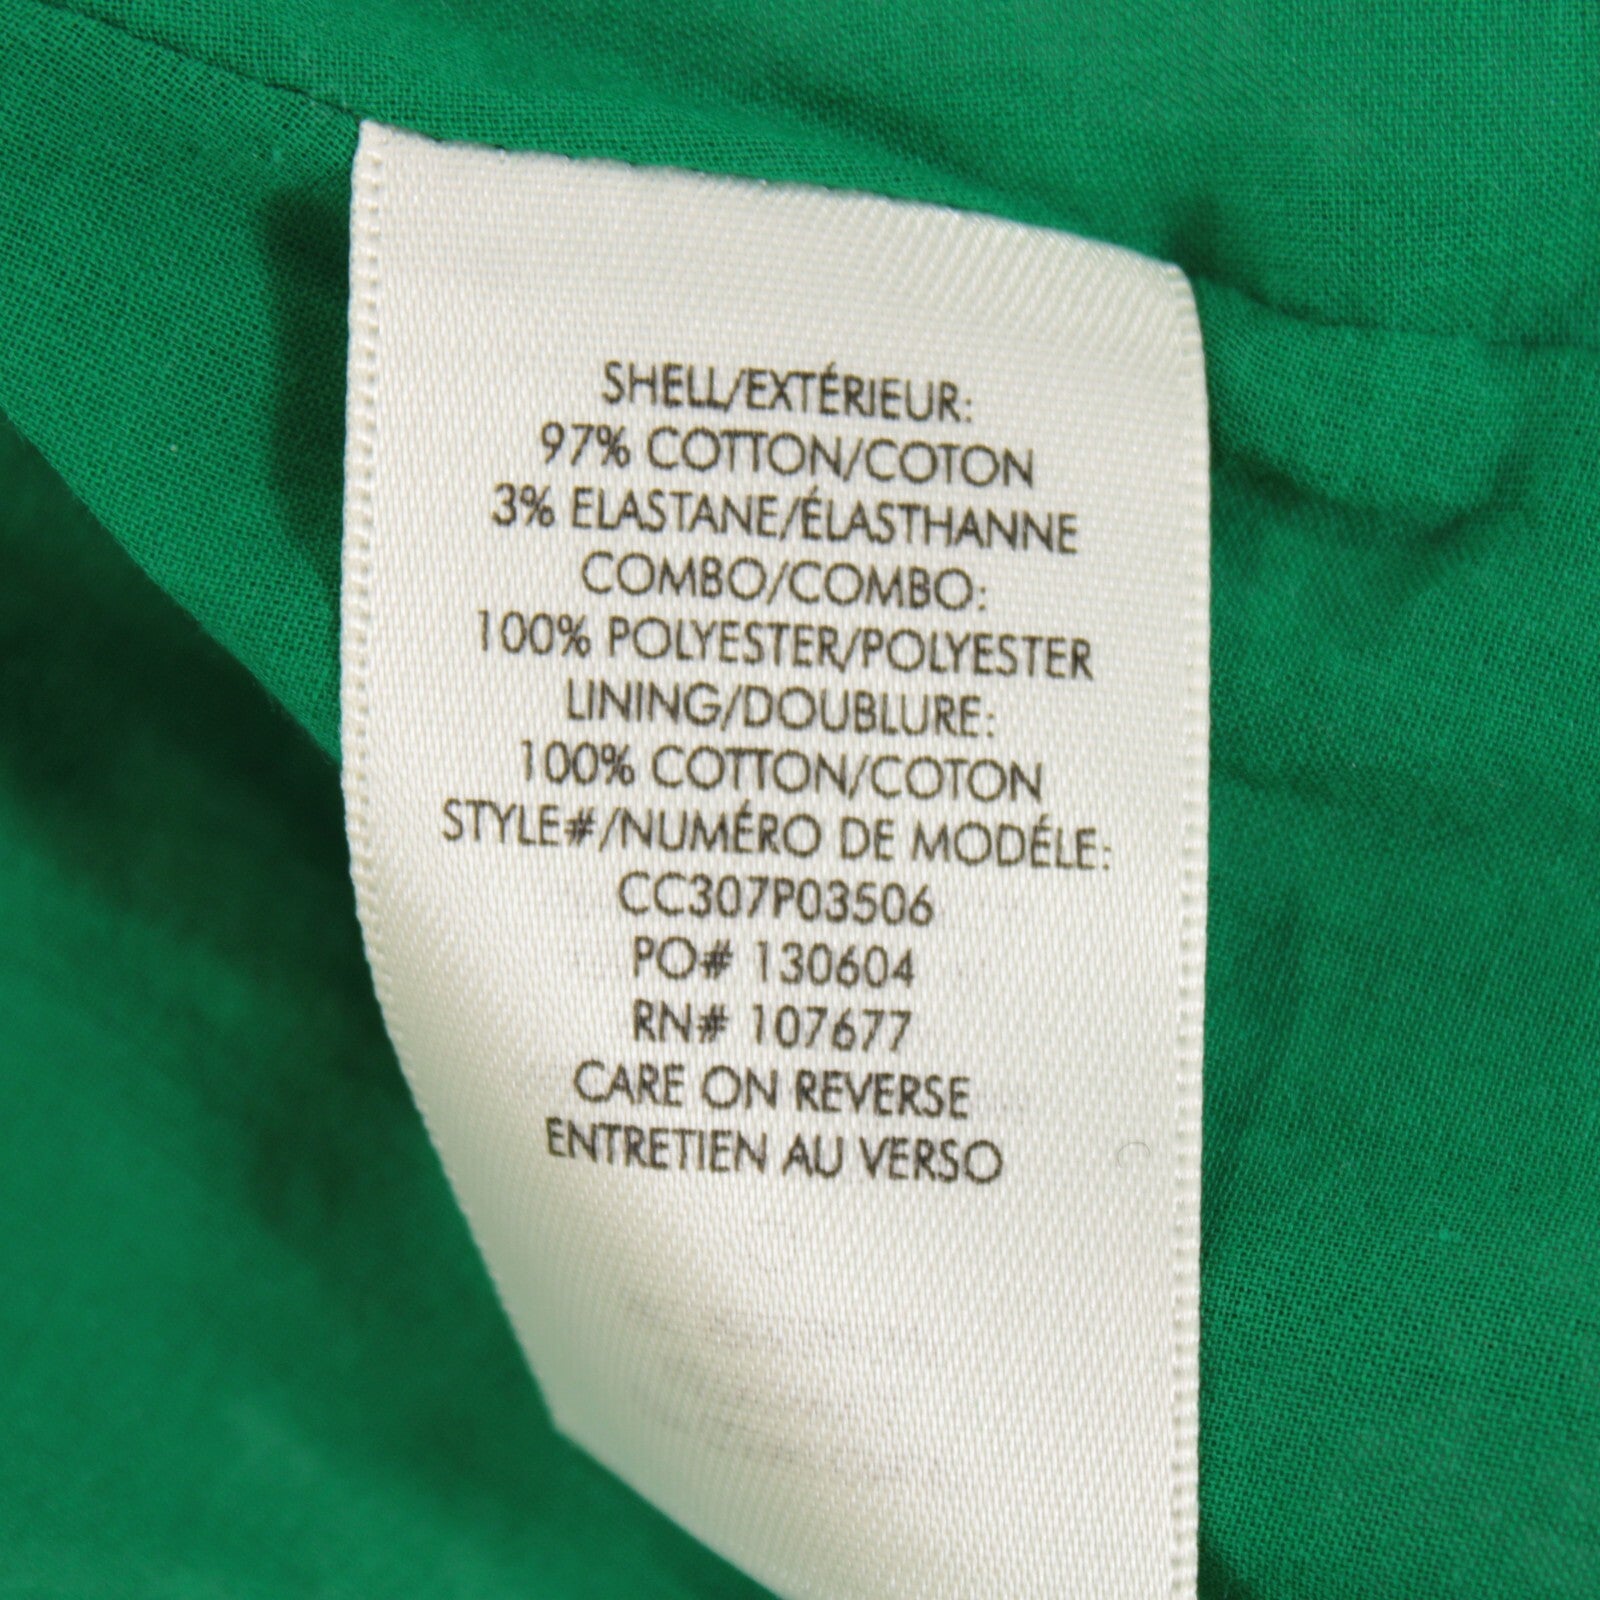 SHELL/EXTÉRIEUR:
97% COTTON/COTON
3% ELASTANE/ÉLASTHANNE
COMBO/COMBO:
100% POLYESTER/POLYESTER
LINING/DOUBLURE:
100% COTTON/COTON
STYLE#/NUMÉRO DE MODÉLE:
CC307P03506
PO# 130604
RN# 107677
CARE ON REVERSE
ENTRETIEN AU VERSO